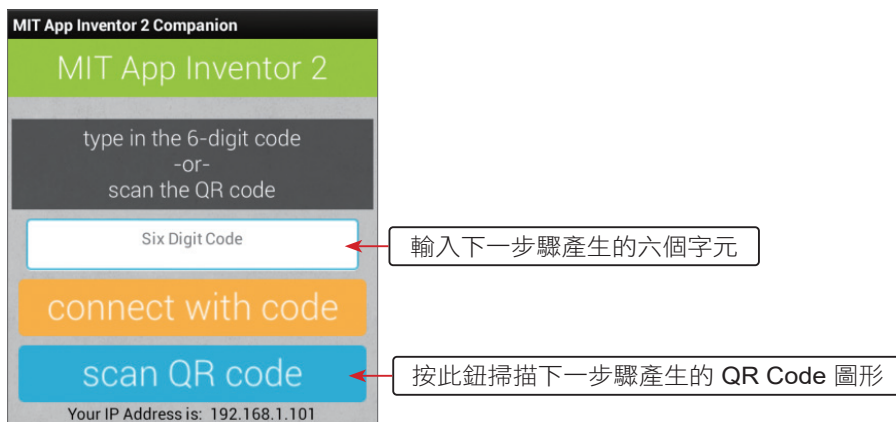 MIT App Inventor 2 Companion
MIT App Inventor 2
type in the 6-digit code
-or-
scan the QR code
Six Digit Code
輸入下一步驟產生的六個字元
connect with code
scan QR code
按此鈕掃描下一步驟產生的 QR Code 圖形
Your IP Address is: 192.168.1.101